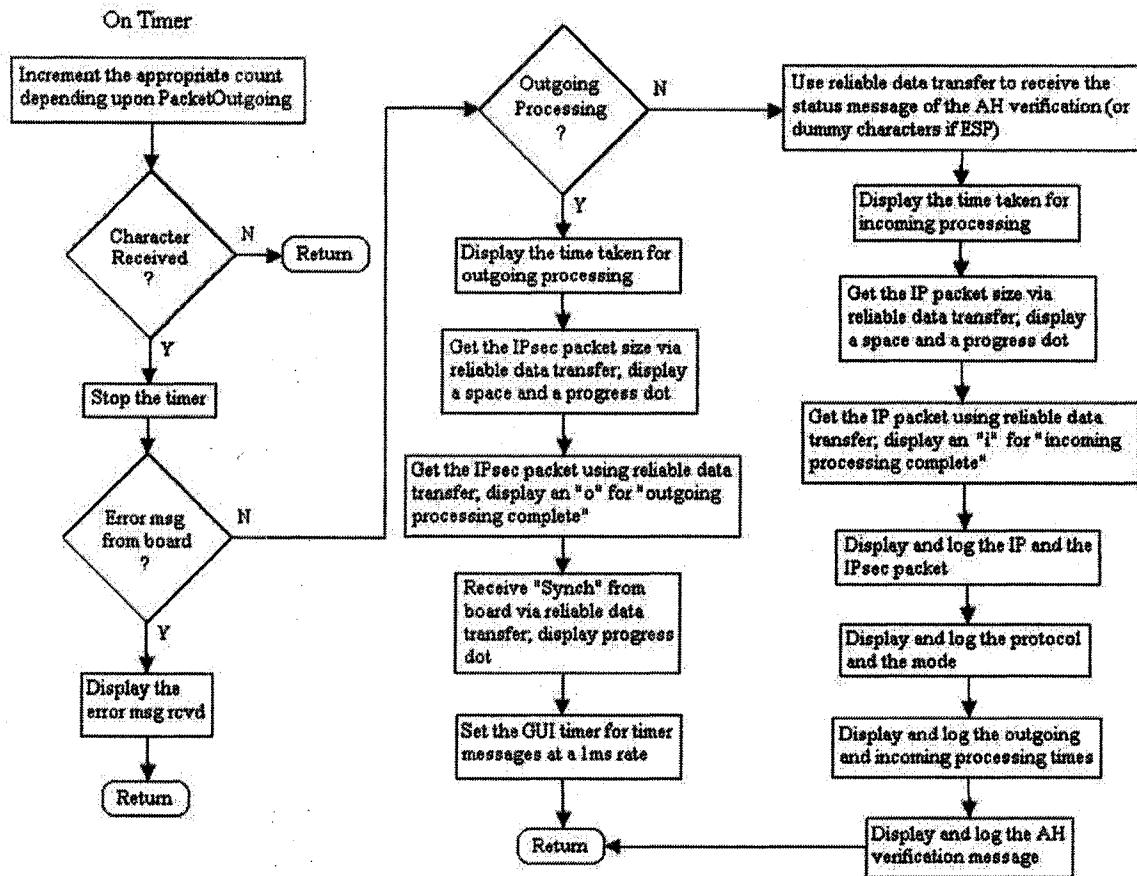 On Timer
Increment the appropriate count
depending upon PacketOutgoing
Character
Received
?
N
Return
Y
Stop the timer
Error msg
from board
?
N
Y
Display the
error msg rcvd
Return
Outgoing
Processing
?
N
Y
Display the time taken for
outgoing processing
Get the IPsec packet size via
reliable data transfer; display
a space and a progress dot
Get the IPsec packet using reliable data
transfer; display an "o" for "outgoing
processing complete"
Receive "Synch" from
board via reliable data
transfer; display progress
dot
Set the GUI timer for timer
messages at a 1ms rate
Return
Use reliable data transfer to receive the
status message of the AH verification (or
dummy characters if ESP)
Display the time taken for
incoming processing
Get the IP packet size via
reliable data transfer; display
a space and a progress dot
Get the IP packet using reliable data
transfer; display an "i" for "incoming
processing complete"
Display and log the IP and the
IPsec packet
Display and log the protocol
and the mode
Display and log the outgoing
and incoming processing times
Display and log the AH
verification message